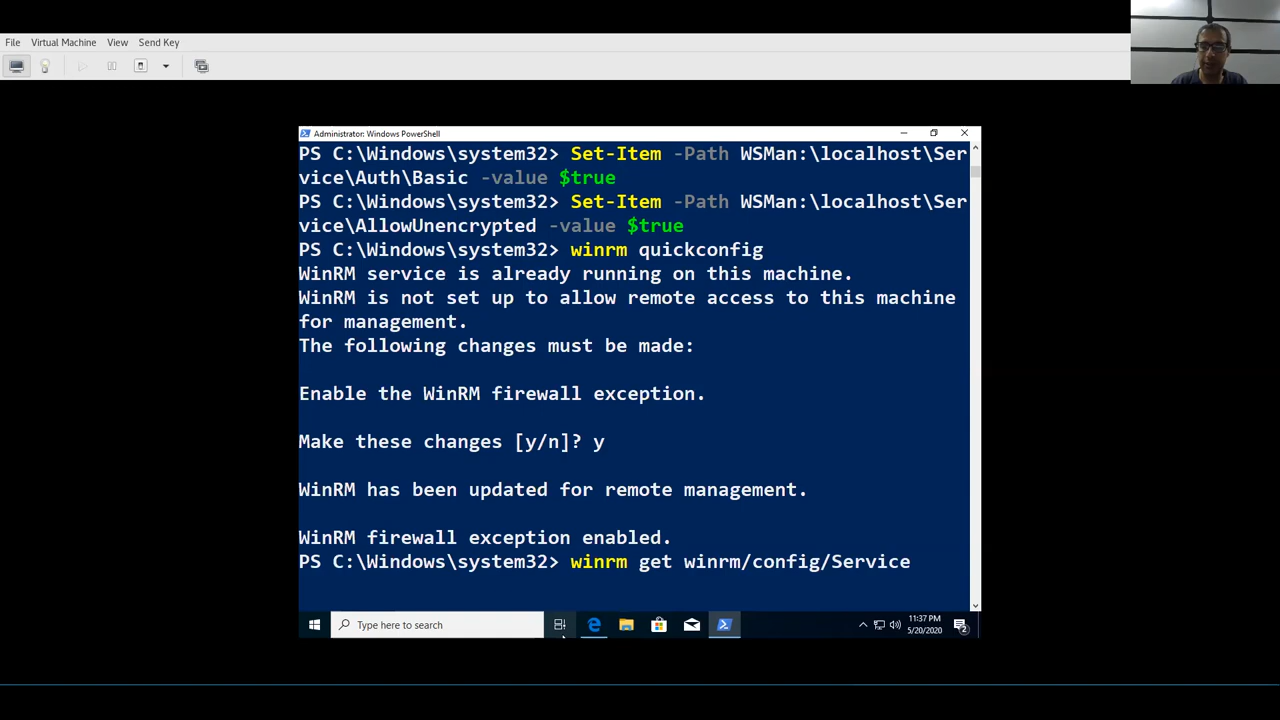 File Virtual Machine View Send Key
Administrator: Windows PowerShell
PS C:\Windows\system32> Set-Item -Path WSMan:\localhost\Ser
vice\Auth\Basic -value $true
PS C:\Windows\system32> Set-Item -Path WSMan:\localhost\Ser
vice\AllowUnencrypted -value $true
PS C:\Windows\system32> winrm quickconfig
WinRM service is already running on this machine.
WinRM is not set up to allow remote access to this machine
for management.
The following changes must be made:
Enable the WinRM firewall exception.
Make these changes [y/n]? y
WinRM has been updated for remote management.
WinRM firewall exception enabled.
PS C:\Windows\system32> winrm get winrm/config/Service
Type here to search
11:37 PM
5/20/2020
2